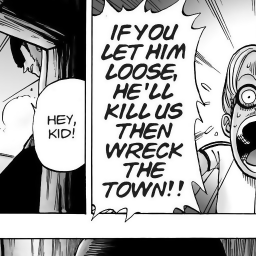 IF YOU
LET HIM
LOOSE,
HE'LL
KILL US
THEN
WRECK
THE
TOWN!!
HEY,
KID!